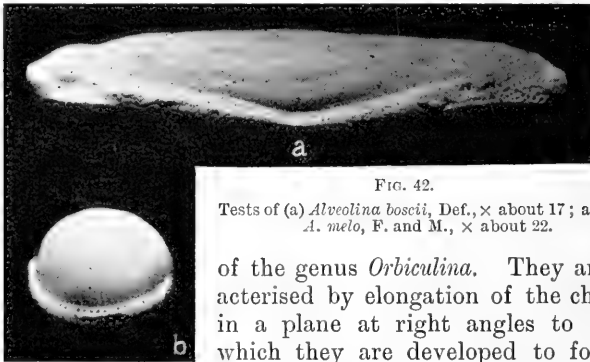 a
b
FIG. 42.
Tests of (a) Alveolina boscii, Def., × about 17; a
A. melo, F. and M., × about 22.
of the genus Orbiculina. They ar
acterised by elongation of the ch
in a plane at right angles to
which they are developed to fo